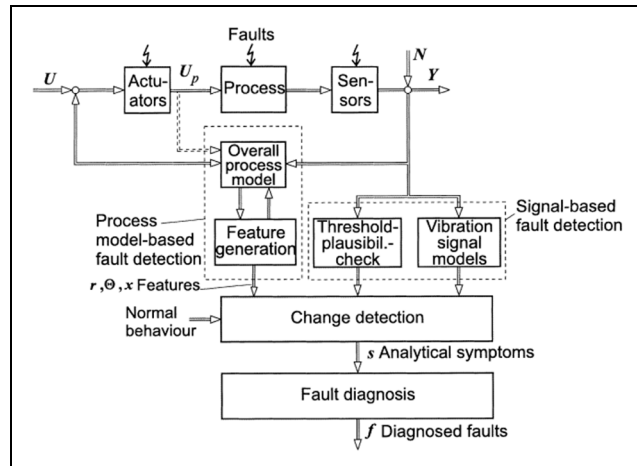 Faults
N
U
Actu-
ators
U_p
Process
Sen-
sors
Y
Overall
process
model
Process
model-based
fault detection
Feature
generation
Threshold-
plausibil.-
check
Vibration
signal
models
Signal-based
fault detection
r,Θ,x Features
Normal
behaviour
Change detection
s Analytical symptoms
Fault diagnosis
f Diagnosed faults